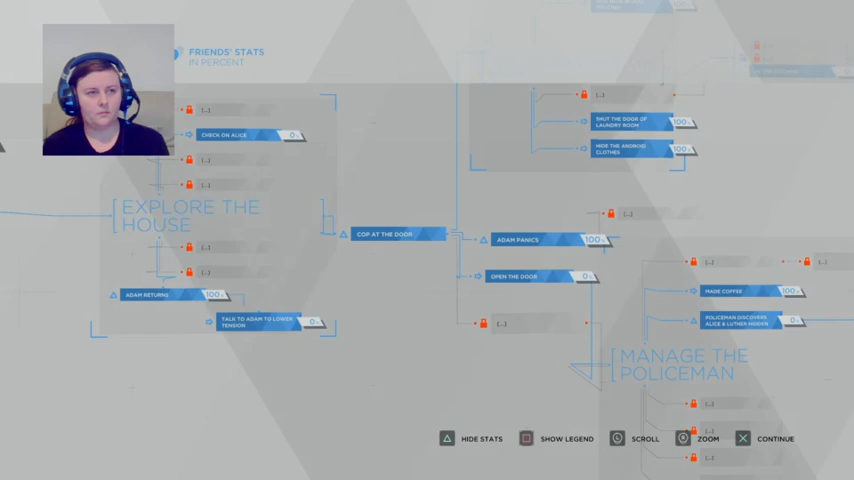 FRIENDS' STATS
IN PERCENT
[...]
CHECK ON ALICE 0%
[...]
[...]
EXPLORE THE
HOUSE
[...]
[...]
ADAM RETURNS 100%
TALK TO ADAM TO LOWER
TENSION 0%
COP AT THE DOOR
[...]
SHUT THE DOOR OF
LAUNDRY ROOM 100%
HIDE THE ANDROID
CLOTHES 100%
[...]
ADAM PANICS 100%
OPEN THE DOOR 0%
[...]
[...]
[...]
MADE COFFEE 100%
POLICEMAN DISCOVERS
ALICE & LUTHER HIDDEN 0%
MANAGE THE
POLICEMAN
[...]
[...]
[...]
HIDE STATS
SHOW LEGEND
L SCROLL
R ZOOM
CONTINUE